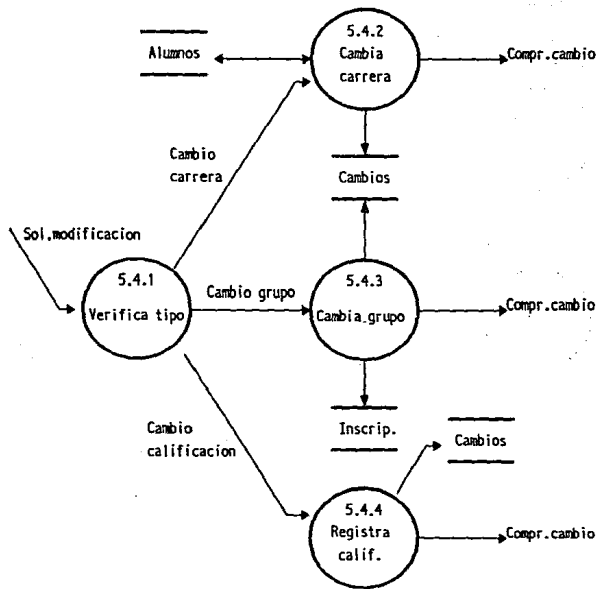 5.4.2
Cambia
carrera
Alumnos
Compr.cambio
Cambio
carrera
Cambios
Sol.modificacion
5.4.1
Verifica tipo
Cambio grupo
5.4.3
Cambia.grupo
Compr.cambio
Cambio
calificacion
Inscrip.
Cambios
5.4.4
Registra
calif.
Compr.cambio